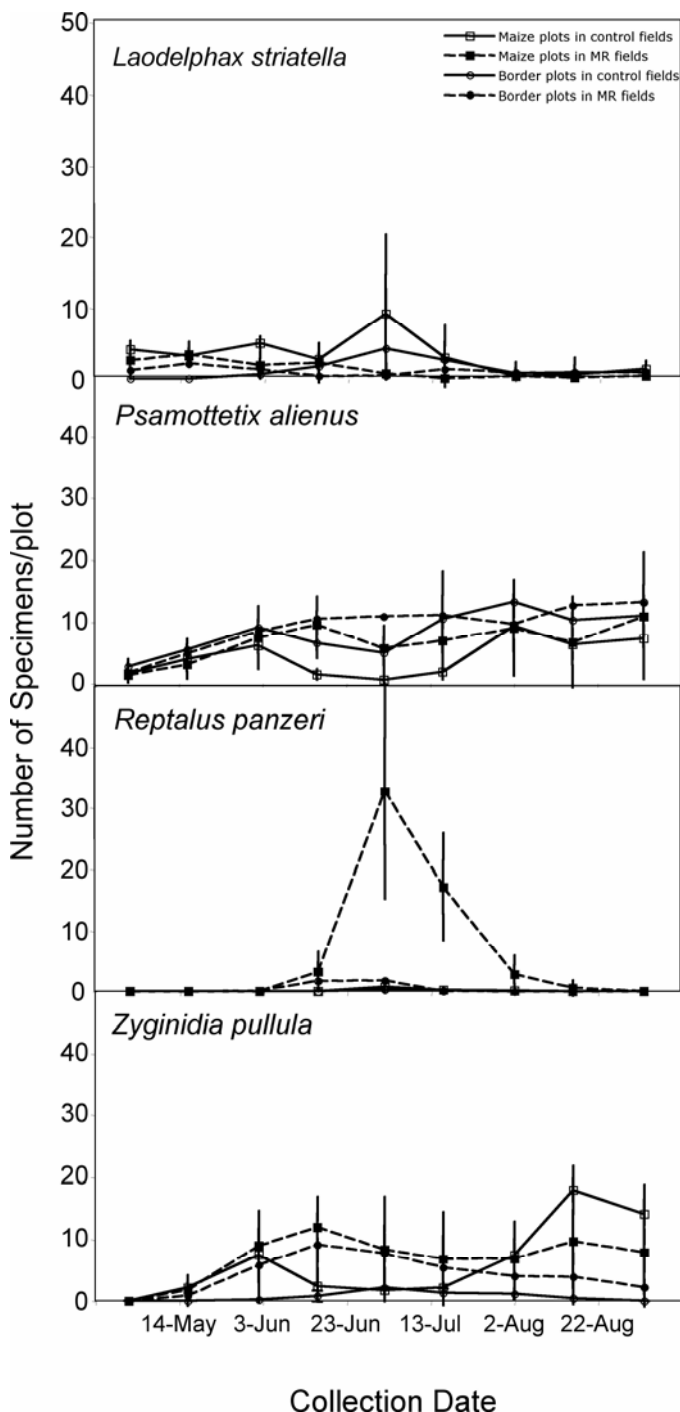 50
Laodelphax striatella
Maize plots in control fields
Maize plots in MR fields
Border plots in control fields
Border plots in MR fields
40
30
20
10
0
Psamottetix alienus
40
30
20
10
0
Reptalus panzeri
40
30
20
10
0
Zyginidia pullula
40
30
20
10
0
Number of Specimens/plot
14-May 3-Jun 23-Jun 13-Jul 2-Aug 22-Aug
Collection Date